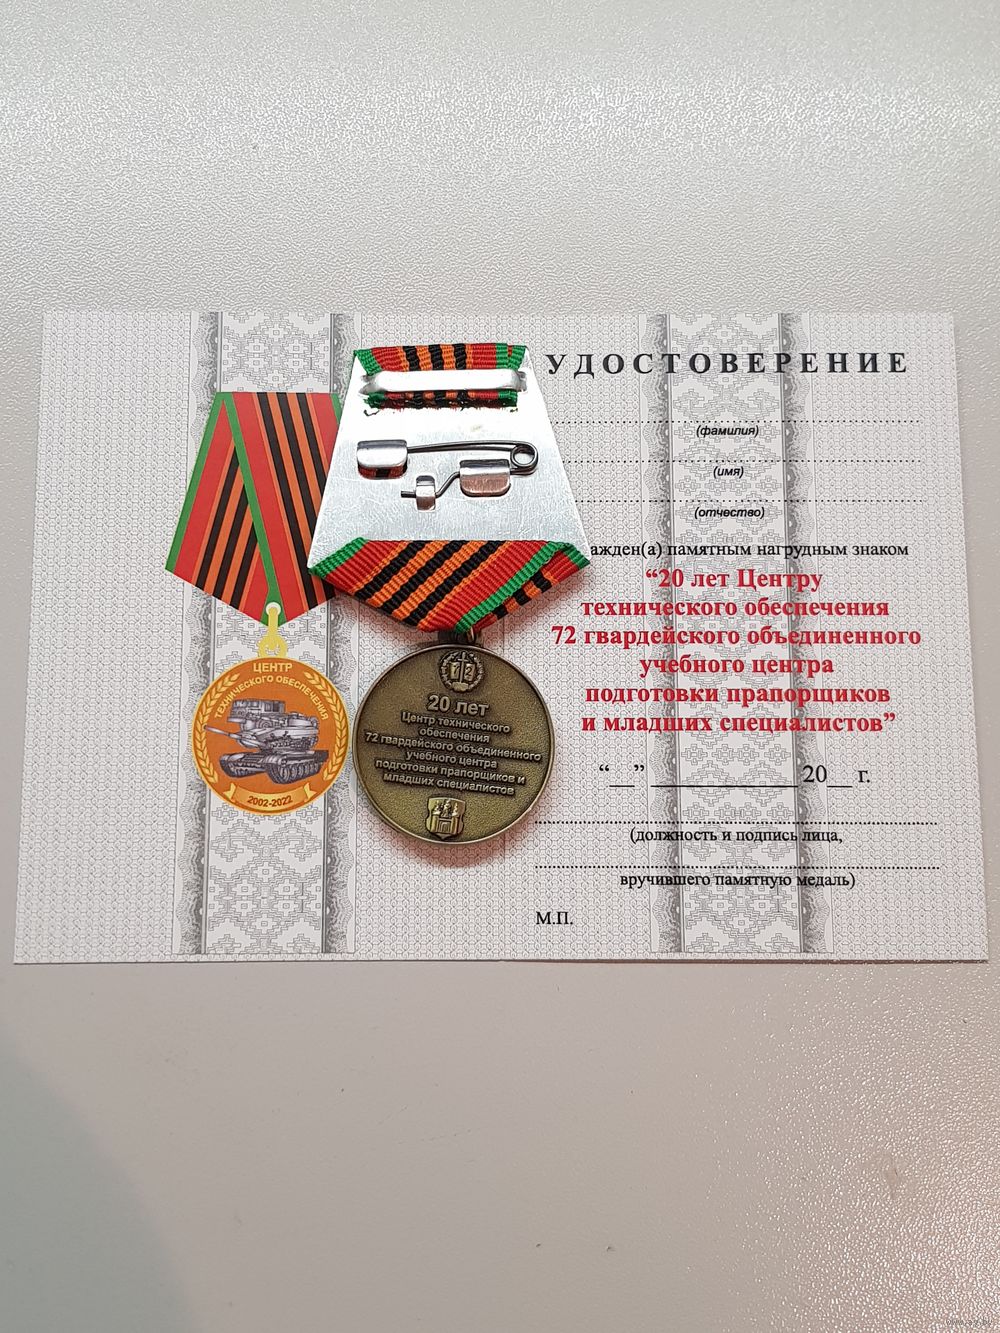 УДОСТОВЕРЕНИЕ
(фамилия)
(имя)
(отчество)
ажден(а) памятным нагрудным знаком
“20 лет Центру
технического обеспечения
72 гвардейского объединенного
учебного центра
подготовки прапорщиков
и младших специалистов”
“__” ____________ 20__ г.
(должность и подпись лица,
вручившего памятную медаль)
М.П.
ЦЕНТР
ТЕХНИЧЕСКОГО ОБЕСПЕЧЕНИЯ
2002-2022
72
20 лет
Центр технического
обеспечения
72 гвардейского объединенного
учебного центра
подготовки прапорщиков и
младших специалистов